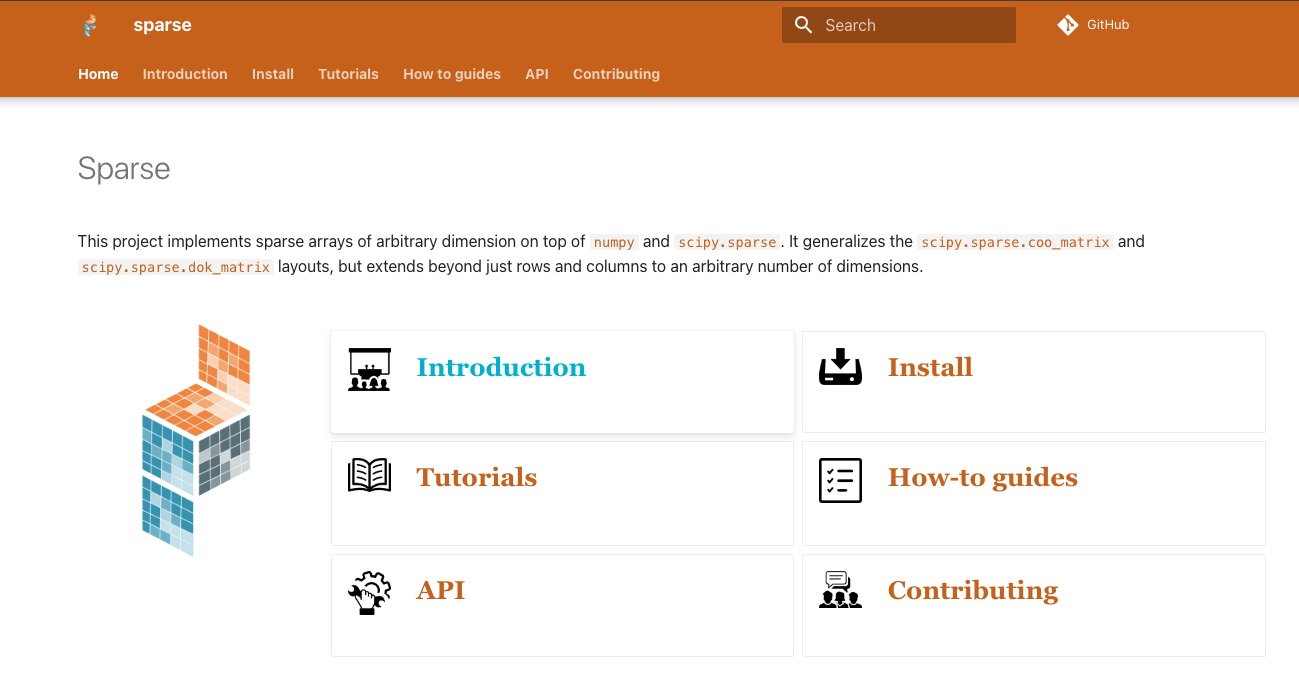 sparse
Search
GitHub
Home Introduction Install Tutorials How to guides API Contributing
Sparse
This project implements sparse arrays of arbitrary dimension on top of numpy and scipy.sparse. It generalizes the scipy.sparse.coo_matrix and
scipy.sparse.dok_matrix layouts, but extends beyond just rows and columns to an arbitrary number of dimensions.
Introduction
Install
Tutorials
How-to guides
API
Contributing